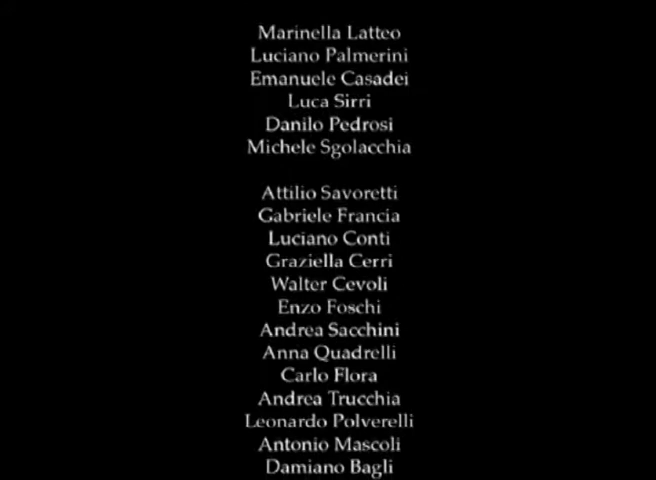 Marinella Latteo
Luciano Palmerini
Emanuele Casadei
Luca Sirri
Danilo Pedrosi
Michele Sgolacchia
Attilio Savoretti
Gabriele Francia
Luciano Conti
Graziella Cerri
Walter Cevoli
Enzo Foschi
Andrea Sacchini
Anna Quadrelli
Carlo Flora
Andrea Trucchia
Leonardo Polverelli
Antonio Mascoli
Damiano Bagli